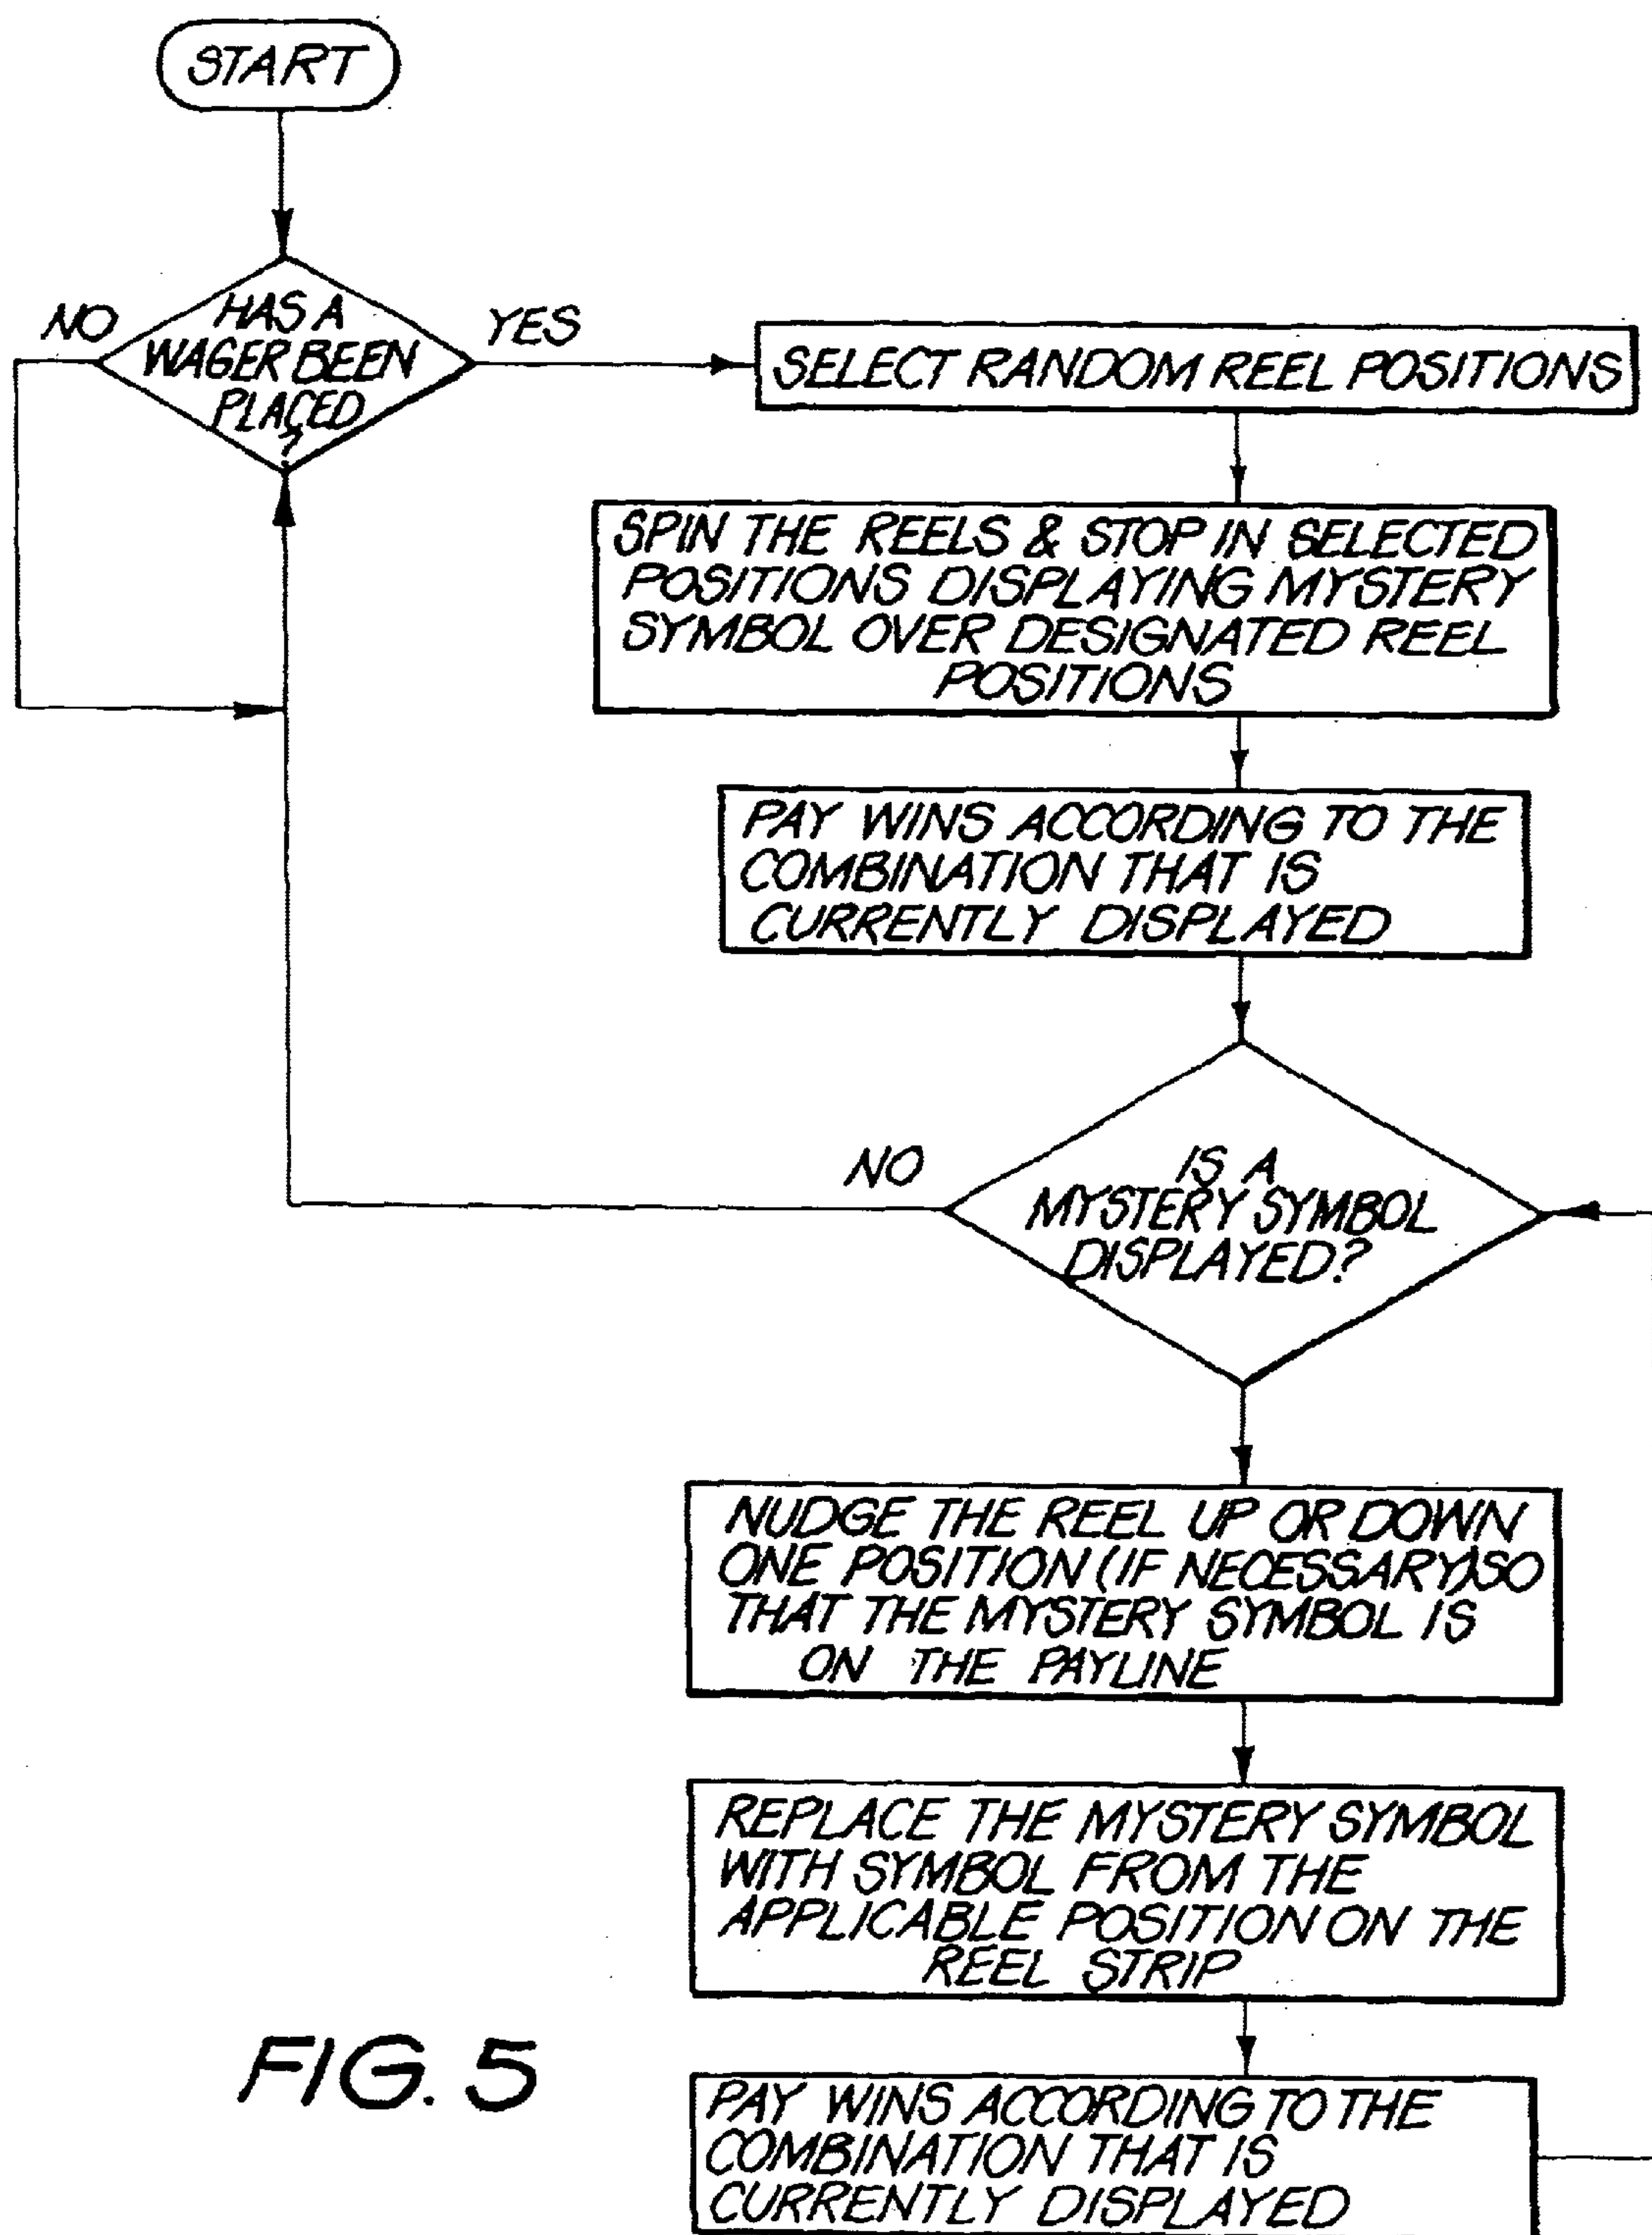 START
HAS A
WAGER BEEN
PLACED
?
NO
YES
SELECT RANDOM REEL POSITIONS
SPIN THE REELS & STOP IN SELECTED
POSITIONS DISPLAYING MYSTERY
SYMBOL OVER DESIGNATED REEL
POSITIONS
PAY WINS ACCORDING TO THE
COMBINATION THAT IS
CURRENTLY DISPLAYED
NO
IS A
MYSTERY SYMBOL
DISPLAYED?
NUDGE THE REEL UP OR DOWN
ONE POSITION (IF NECESSARY) SO
THAT THE MYSTERY SYMBOL IS
ON THE PAYLINE
REPLACE THE MYSTERY SYMBOL
WITH SYMBOL FROM THE
APPLICABLE POSITION ON THE
REEL STRIP
PAY WINS ACCORDING TO THE
COMBINATION THAT IS
CURRENTLY DISPLAYED
FIG. 5